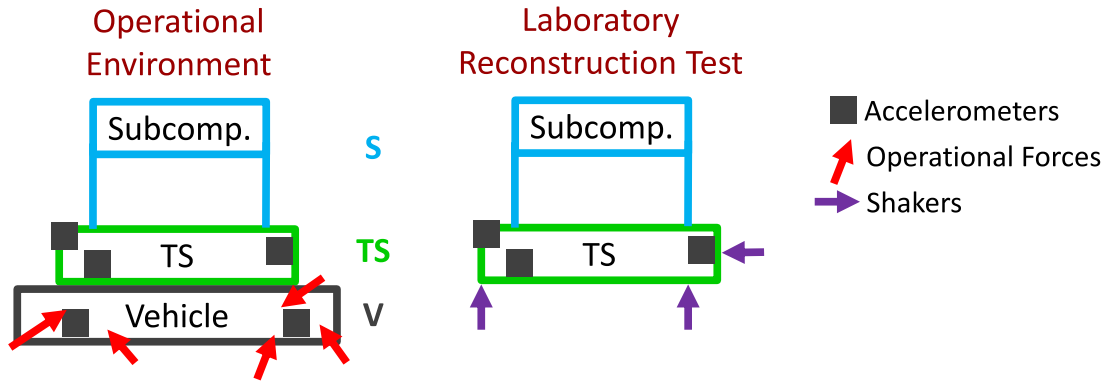 Operational
Environment
Subcomp.
S
TS
TS
Vehicle
V
Laboratory
Reconstruction Test
Subcomp.
TS
Accelerometers
Operational Forces
Shakers